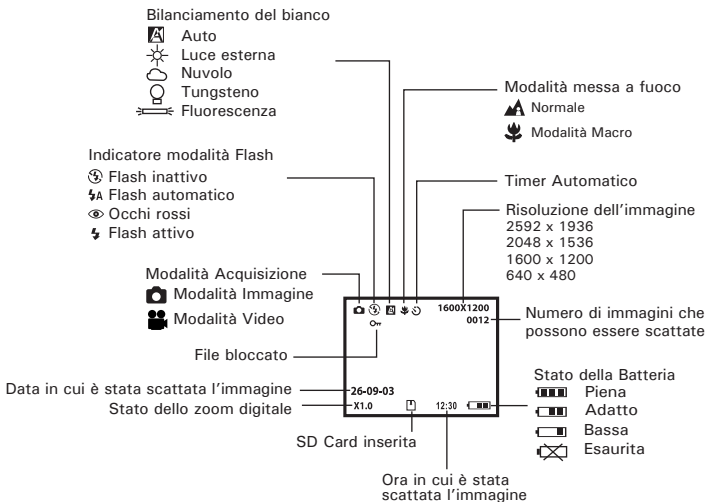 Bilanciamento del bianco
Auto
Luce esterna
Nuvolo
Tungsteno
Fluorescenza
Indicatore modalità Flash
Flash inattivo
A Flash automatico
Occhi rossi
Flash attivo
Modalità Acquisizione
Modalità Immagine
Modalità Video
File bloccato
Data in cui è stata scattata l'immagine
Stato dello zoom digitale
SD Card inserita
Ora in cui è stata
scattata l'immagine
Modalità messa a fuoco
Normale
Modalità Macro
Timer Automatico
Risoluzione dell'immagine
2592 x 1936
2048 x 1536
1600 x 1200
640 x 480
Numero di immagini che
possono essere scattate
Stato della Batteria
Piena
Adatto
Bassa
Esaurita
1600X1200
0012
26-09-03
X1.0
12:30